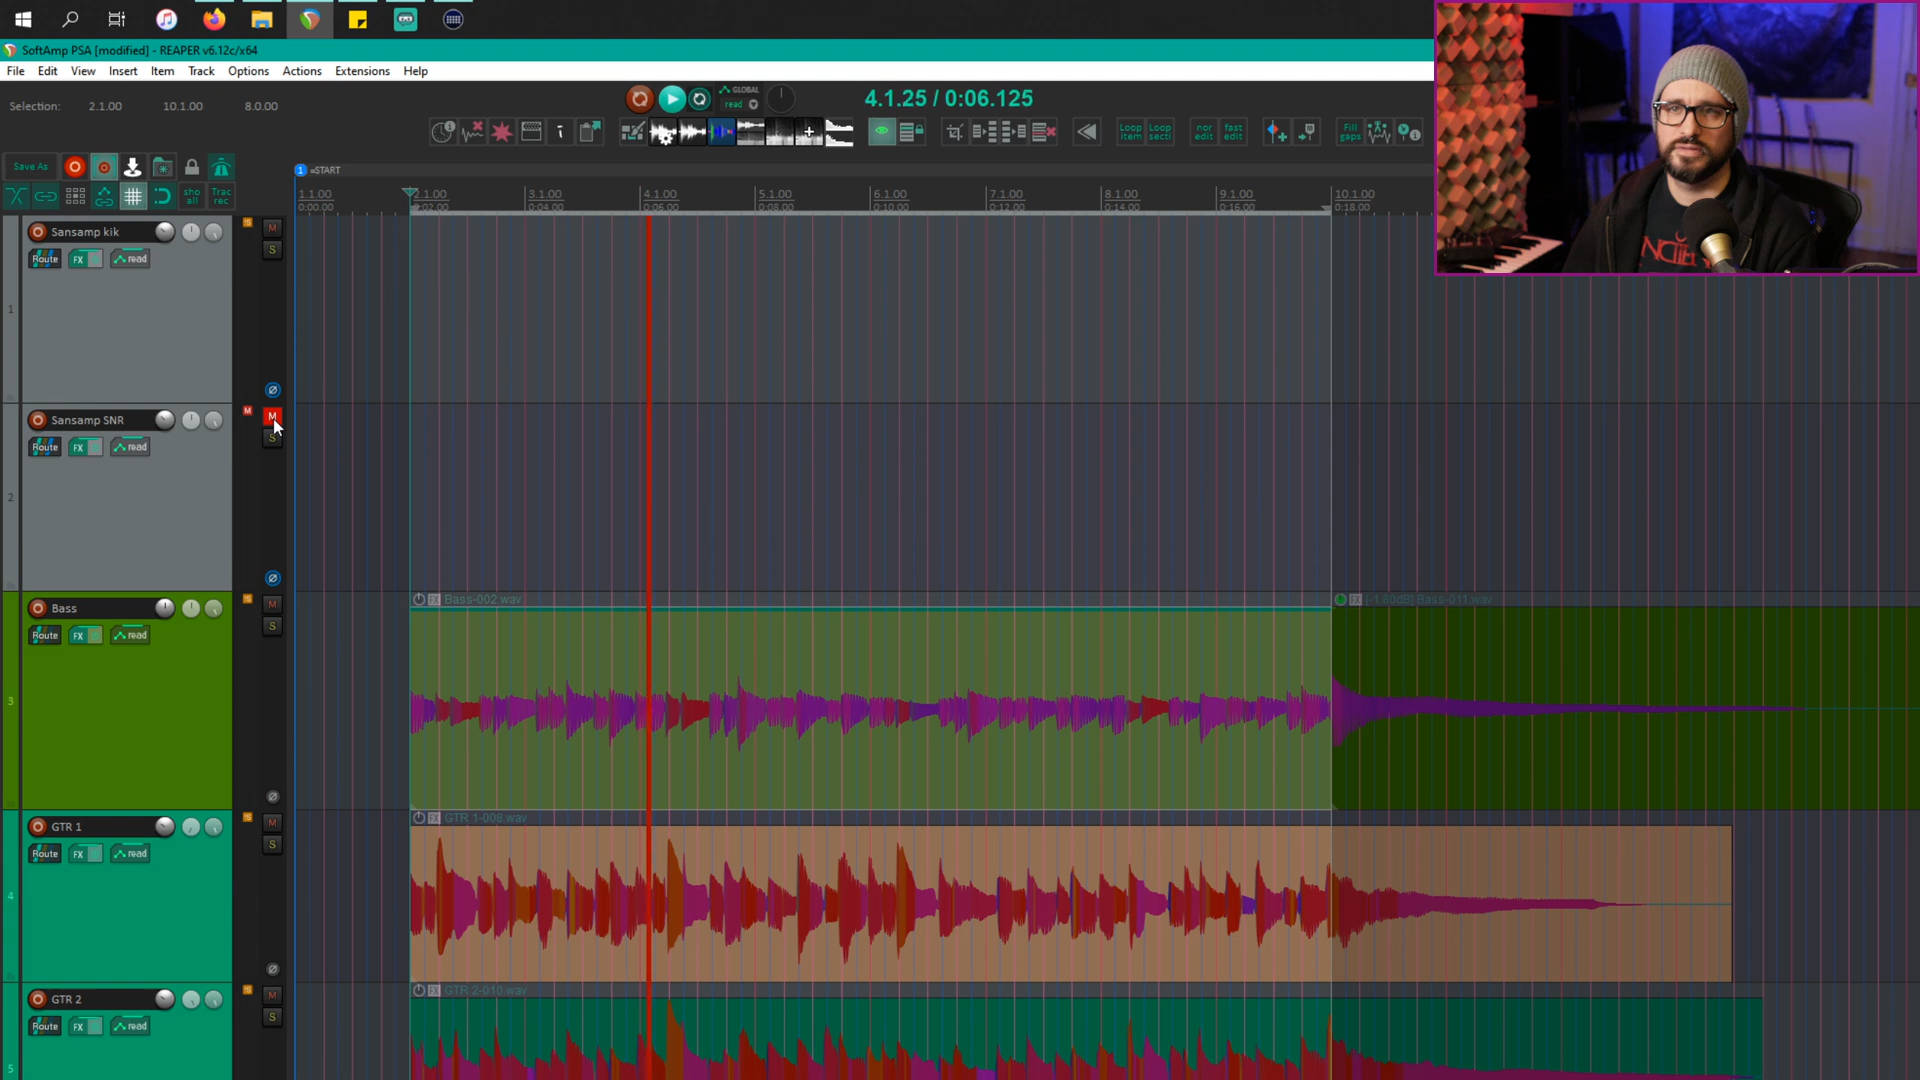 SoftAmp PSA [modified] - REAPER v6.12c/x64
File Edit View Insert Item Track Options Actions Extensions Help
Selection: 2.1.00 10.1.00 8.0.00
GLOBAL
read
4.1.25 / 0:06.125
Loop item
Loop secti
nor edit
fast edit
Fill gaps
Save As
sho all
Trac rec
1 =START
1.1.00 2.1.00 3.1.00 4.1.00 5.1.00 6.1.00 7.1.00 8.1.00 9.1.00 10.1.00
0:00.00 0:02.00 0:04.00 0:06.00 0:08.00 0:10.00 0:12.00 0:14.00 0:16.00 0:18.00
Sansamp kik
M
S
Route FX read
1
Sansamp SNR
M
M
S
Route FX read
2
Bass
M
S
Route FX read
3
FX Bass-002.wav
FX [-1.80dB] Bass-011.wav
GTR 1
M
S
Route FX read
4
FX GTR 1-008.wav
GTR 2
M
S
Route FX read
5
FX GTR 2-010.wav